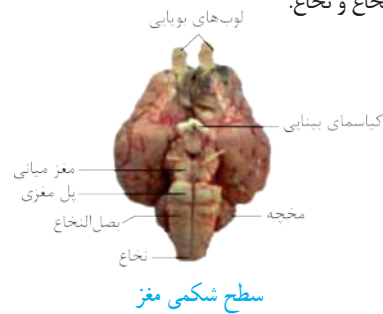 نخاع و نخاع.
لوب‌های بویایی
کیاسمای بینایی
مغز میانی
پل مغزی
بصل‌النخاع
مخچه
نخاع
سطح شکمی مغز